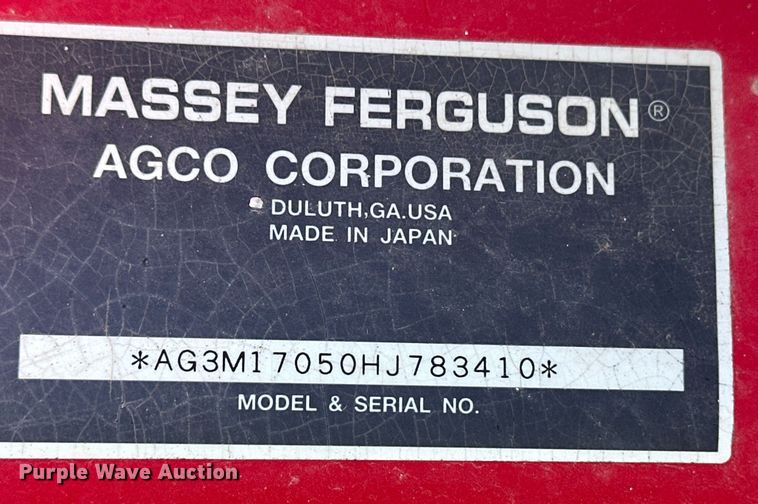 MASSEY FERGUSON®
AGCO CORPORATION
DULUTH,GA.USA
MADE IN JAPAN
*AG3M17050HJ783410*
MODEL & SERIAL NO.
Purple Wave Auction